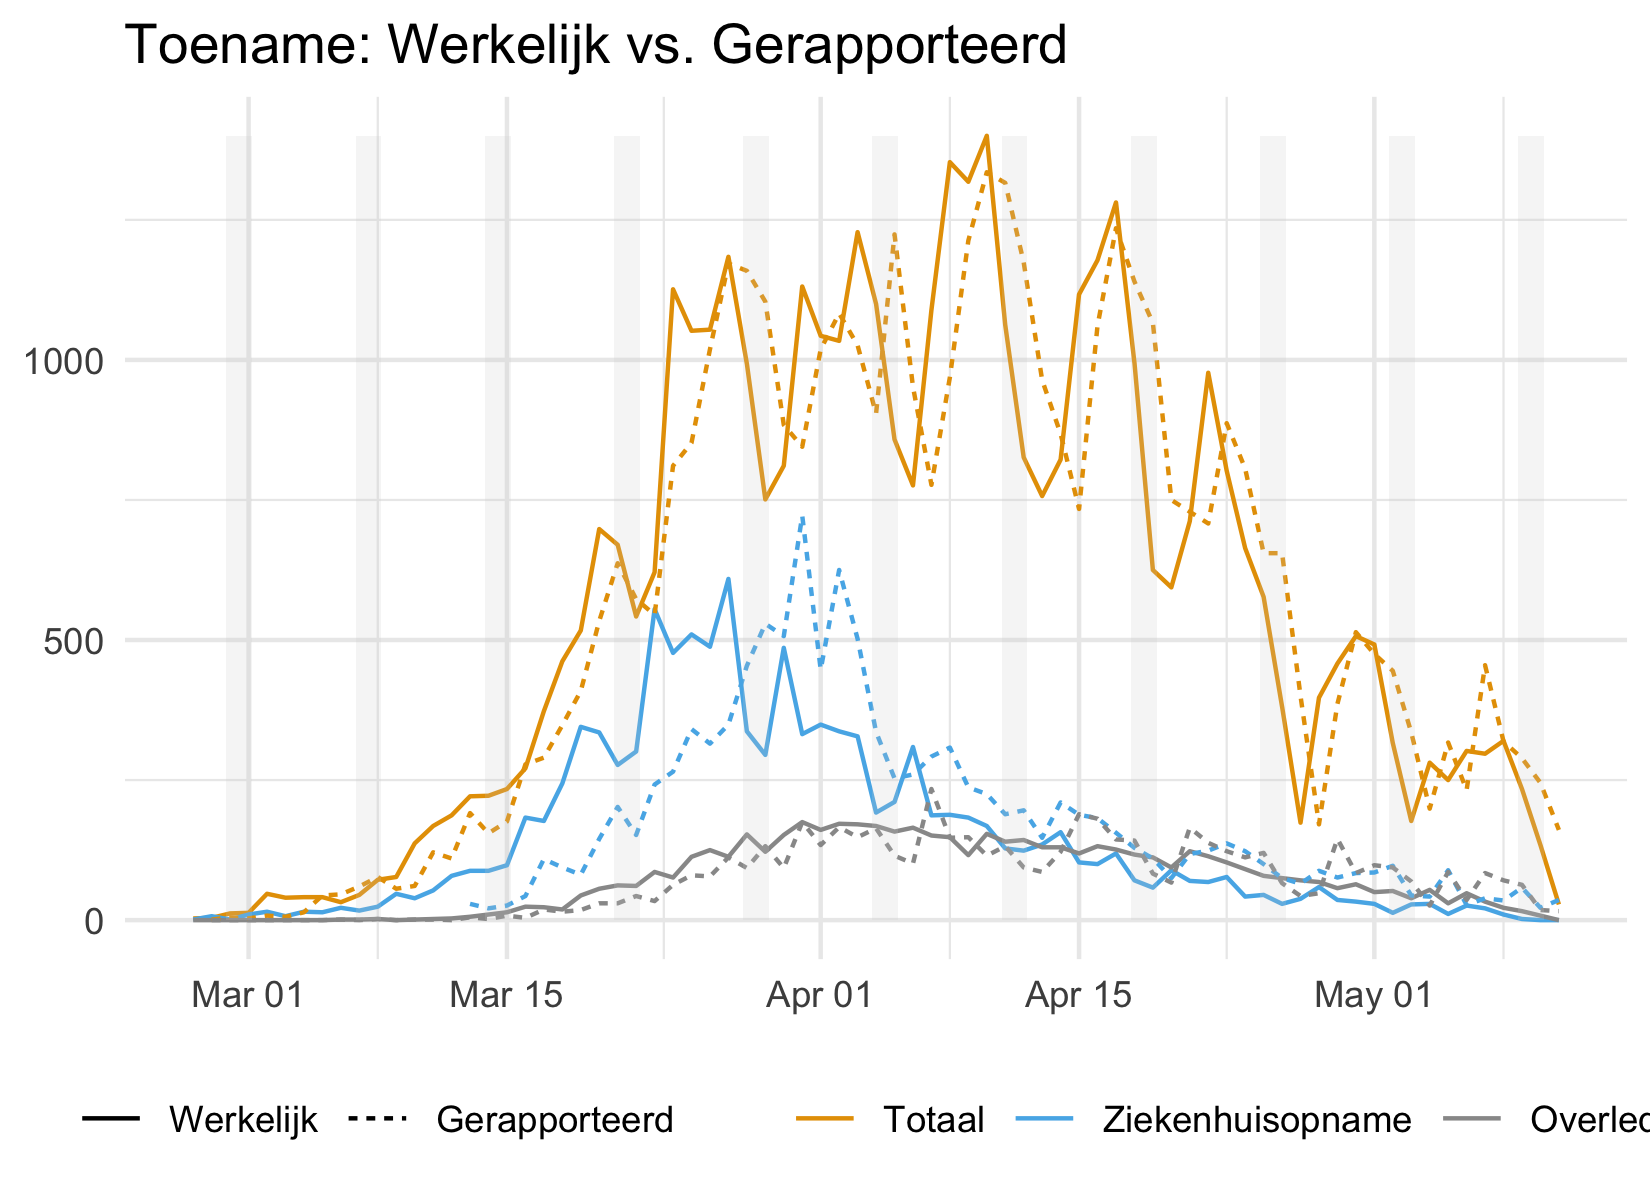 Toename: Werkelijk vs. Gerapporteerd
1000
500
0
Mar 01 Mar 15 Apr 01 Apr 15 May 01
Werkelijk Gerapporteerd Totaal Ziekenhuisopname Overled